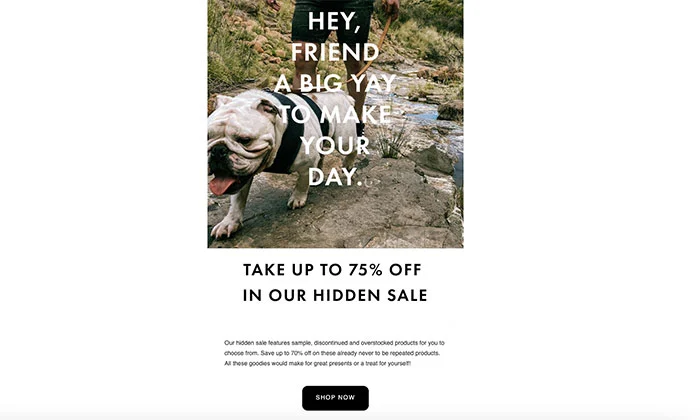 HEY,
FRIEND
A BIG YAY
TO MAKE
YOUR
DAY.
TAKE UP TO 75% OFF
IN OUR HIDDEN SALE
Our hidden sale features sample, discontinued and overstocked products for you to
choose from. Save up to 70% off on these already never to be repeated products.
All these goodies would make for great presents or a treat for yourself!
SHOP NOW